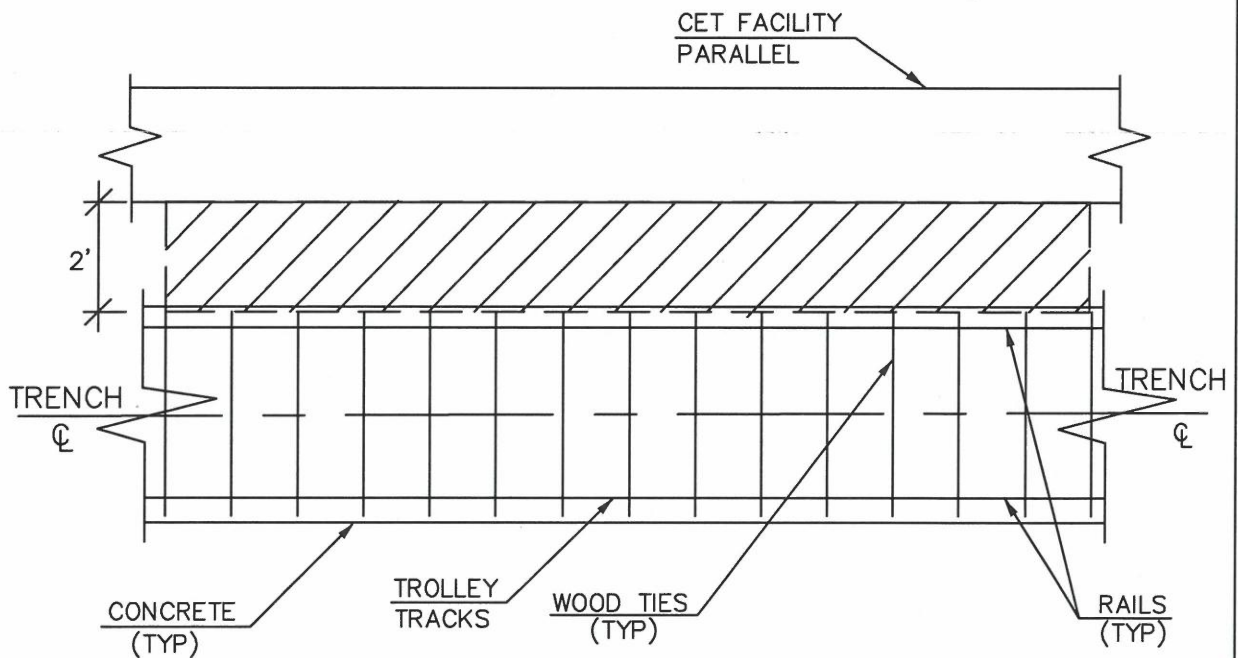 CET FACILITY
PARALLEL
2'
TRENCH
℄
TRENCH
℄
CONCRETE
(TYP)
TROLLEY
TRACKS
WOOD TIES
(TYP)
RAILS
(TYP)